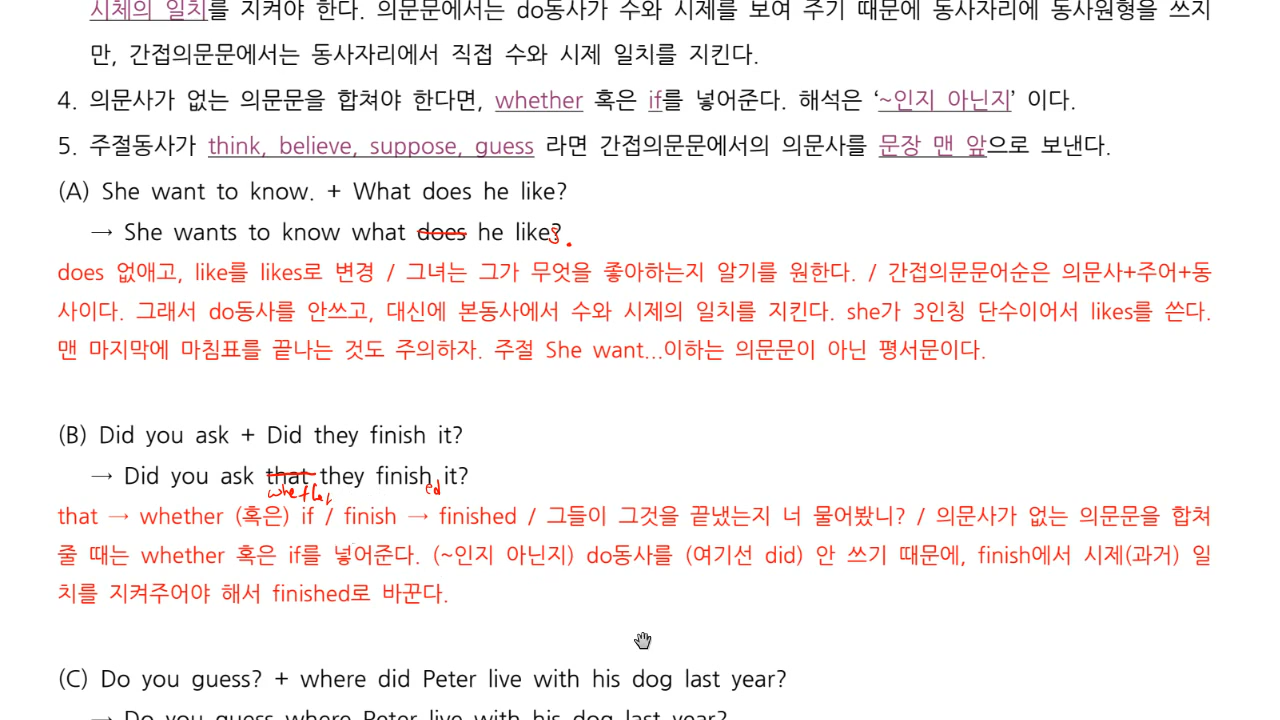 시체의 일치를 지켜야 한다. 의문문에서는 do동사가 수와 시제를 보여 주기 때문에 동사자리에 동사원형을 쓰지
만, 간접의문문에서는 동사자리에서 직접 수와 시제 일치를 지킨다.
4. 의문사가 없는 의문문을 합쳐야 한다면, whether 혹은 if를 넣어준다. 해석은 ‘~인지 아닌지’ 이다.
5. 주절동사가 think, believe, suppose, guess 라면 간접의문문에서의 의문사를 문장 맨 앞으로 보낸다.
(A) She want to know. + What does he like?
→ She wants to know what does he like?
s.
does 없애고, like를 likes로 변경 / 그녀는 그가 무엇을 좋아하는지 알기를 원한다. / 간접의문문어순은 의문사+주어+동
사이다. 그래서 do동사를 안쓰고, 대신에 본동사에서 수와 시제의 일치를 지킨다. she가 3인칭 단수이어서 likes를 쓴다.
맨 마지막에 마침표를 끝나는 것도 주의하자. 주절 She want...이하는 의문문이 아닌 평서문이다.
(B) Did you ask + Did they finish it?
→ Did you ask that they finish it?
whether ed
that → whether (혹은) if / finish → finished / 그들이 그것을 끝냈는지 너 물어봤니? / 의문사가 없는 의문문을 합쳐
줄 때는 whether 혹은 if를 넣어준다. (~인지 아닌지) do동사를 (여기선 did) 안 쓰기 때문에, finish에서 시제(과거) 일
치를 지켜주어야 해서 finished로 바꾼다.
(C) Do you guess? + where did Peter live with his dog last year?
→ Do you guess where Peter live with his dog last year?